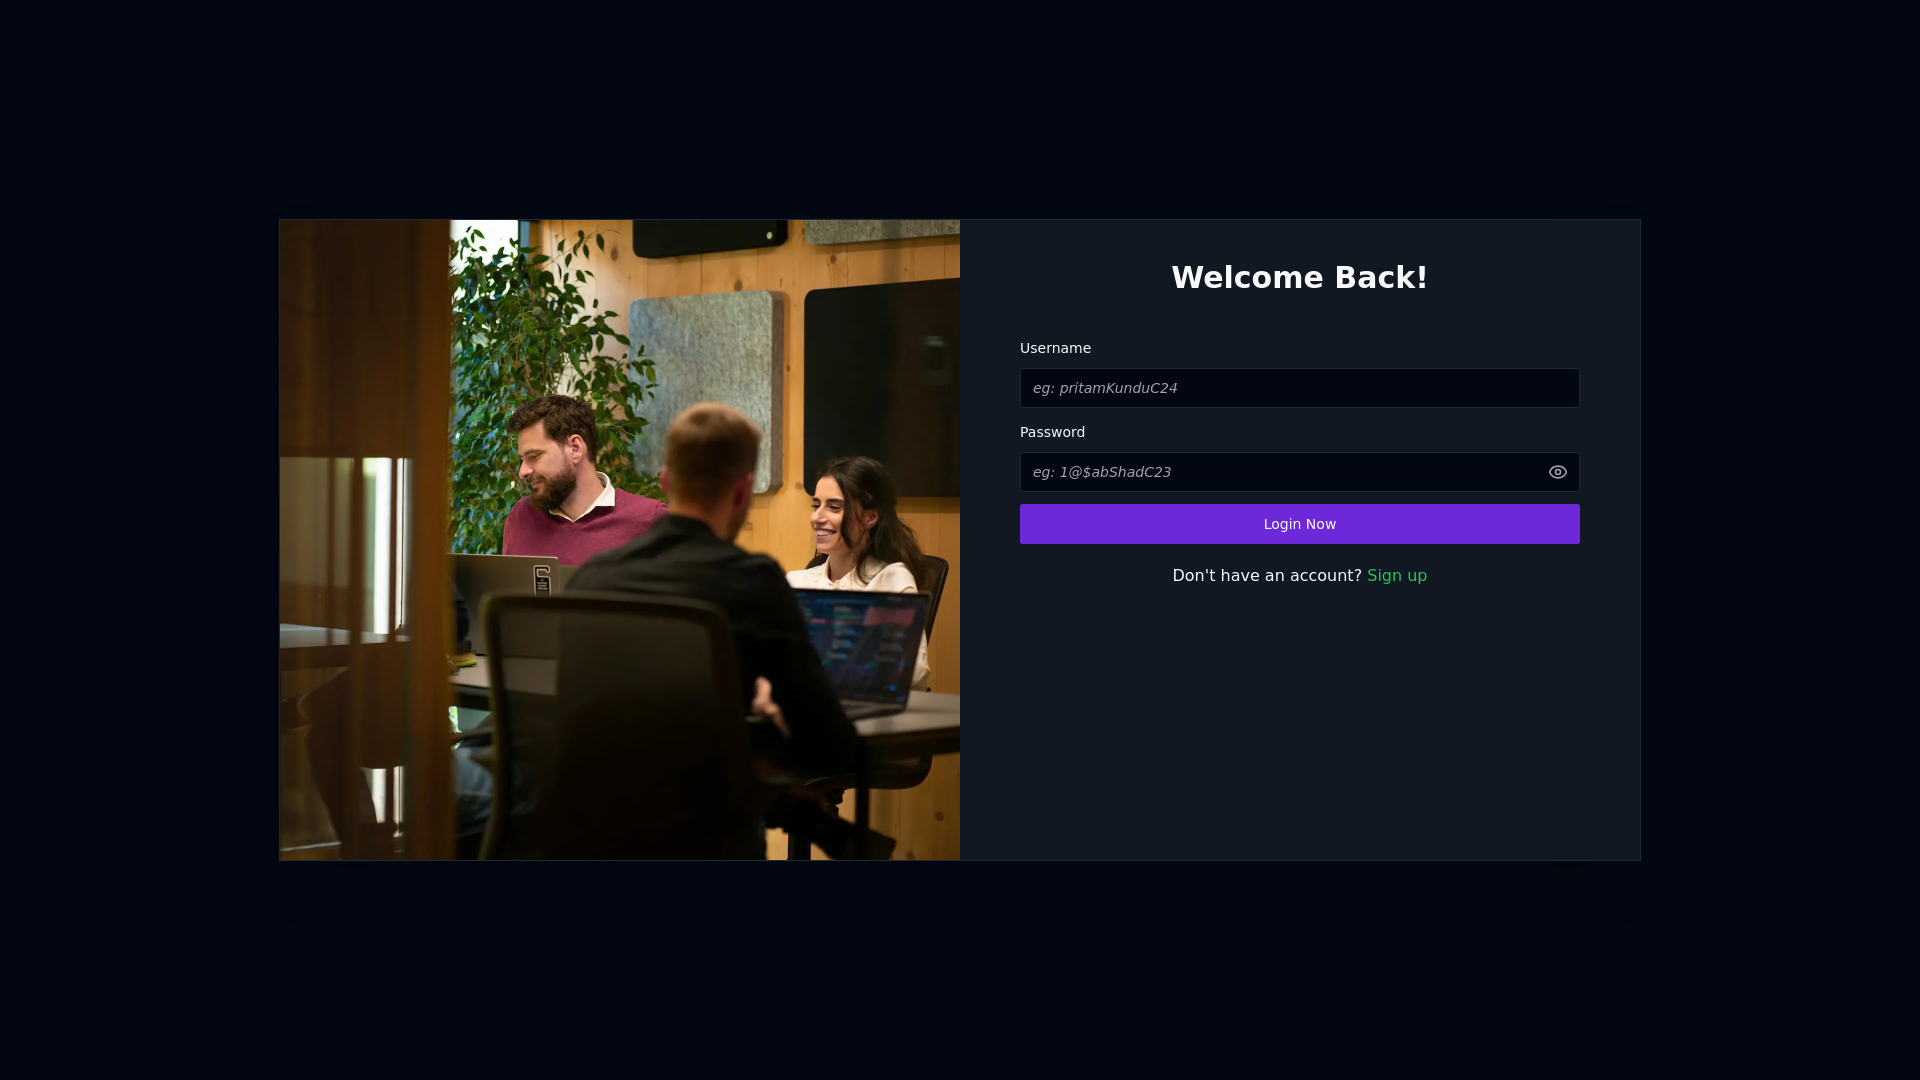 Welcome Back!
Username
eg: pritamKunduC24
Password
eg: 1@$abShadC23
Login Now
Don't have an account? Sign up